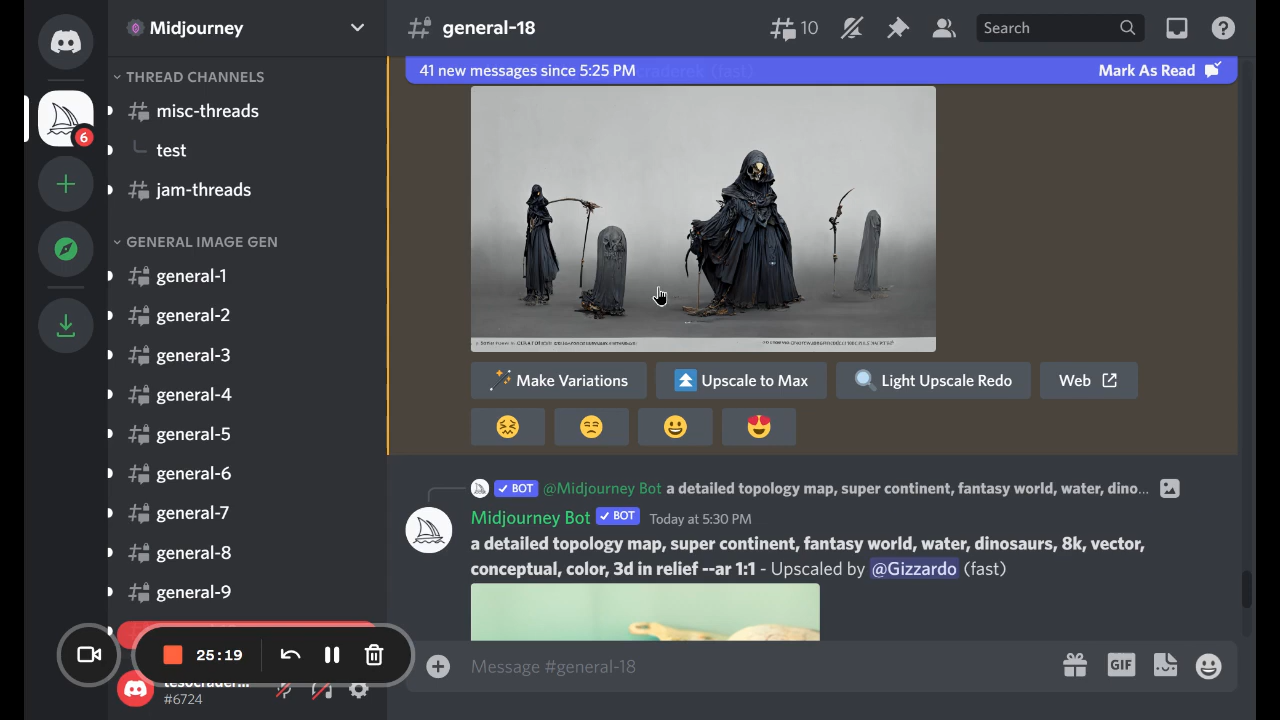 Midjourney
general-18
10
Search
41 new messages since 5:25 PM
Mark As Read
THREAD CHANNELS
misc-threads
test
jam-threads
6
GENERAL IMAGE GEN
general-1
general-2
general-3
general-4
general-5
general-6
general-7
general-8
general-9
Make Variations
Upscale to Max
Light Upscale Redo
Web
BOT @Midjourney Bot a detailed topology map, super continent, fantasy world, water, dino...
Midjourney Bot BOT Today at 5:30 PM
a detailed topology map, super continent, fantasy world, water, dinosaurs, 8k, vector,
conceptual, color, 3d in relief --ar 1:1 - Upscaled by @Gizzardo (fast)
25:19
#6724
Message #general-18
GIF